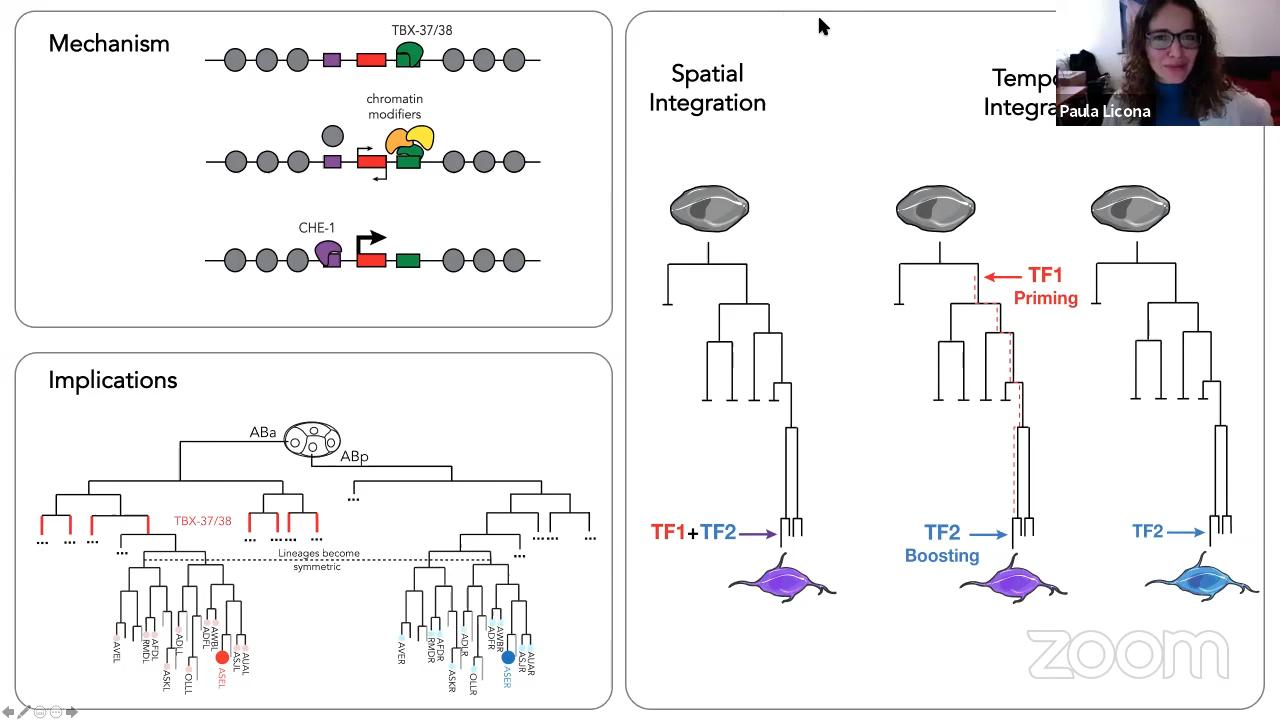 Mechanism
TBX-37/38
chromatin
modifiers
CHE-1
Implications
ABa
ABp
TBX-37/38
...
Lineages become
symmetric
AVEL
RMDL
AFDL
ASKL
ADLL
OLLL
ADFL
AWBL
ASEL
ASJL
AUAL
AVER
RMDR
AFDR
ASKR
ADLR
OLLR
ADFR
AWBR
ASER
ASJR
AUAR
Spatial
Integration
Tempo
Integra
TF1
Priming
TF1+TF2
TF2
Boosting
TF2
Paula Licona
zoom